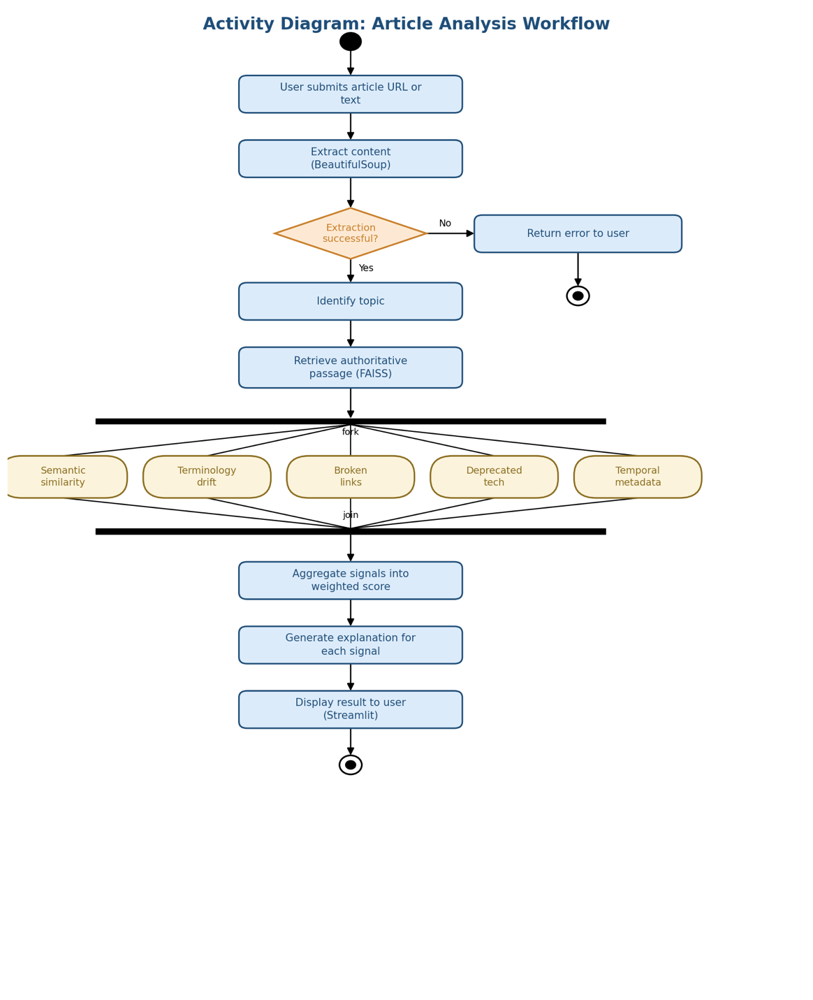 Activity Diagram: Article Analysis Workflow
User submits article URL or
text
Extract content
(BeautifulSoup)
Extraction
successful?
No
Return error to user
Yes
Identify topic
Retrieve authoritative
passage (FAISS)
fork
Semantic
similarity
Terminology
drift
Broken
links
Deprecated
tech
Temporal
metadata
join
Aggregate signals into
weighted score
Generate explanation for
each signal
Display result to user
(Streamlit)